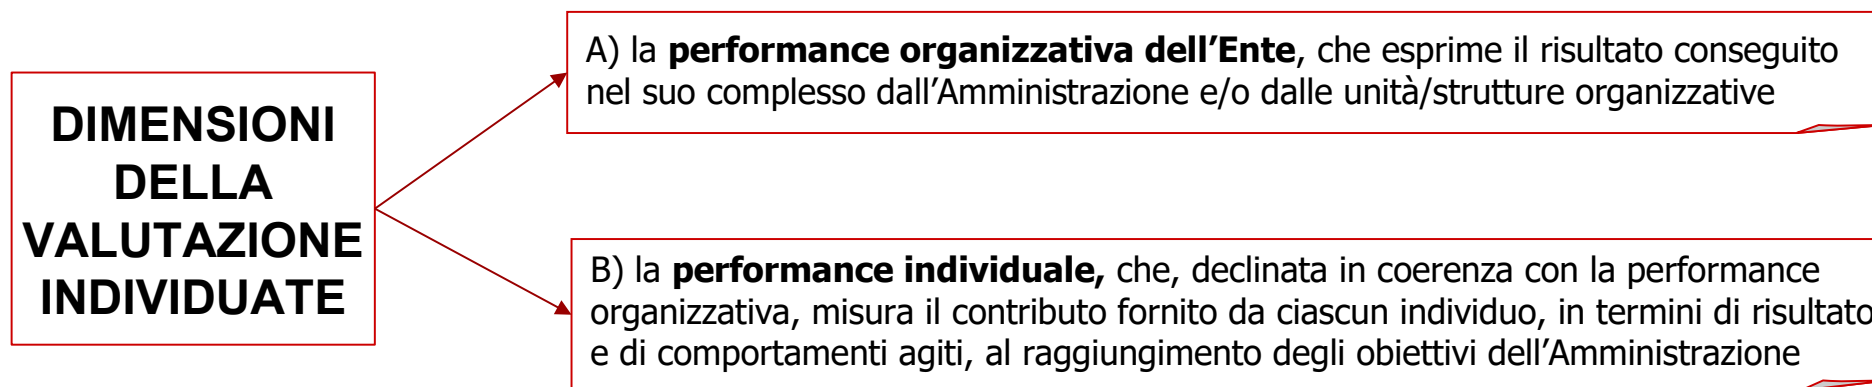 DIMENSIONI
DELLA
VALUTAZIONE
INDIVIDUATE
A) la performance organizzativa dell’Ente, che esprime il risultato conseguito
nel suo complesso dall’Amministrazione e/o dalle unità/strutture organizzative
B) la performance individuale, che, declinata in coerenza con la performance
organizzativa, misura il contributo fornito da ciascun individuo, in termini di risultato
e di comportamenti agiti, al raggiungimento degli obiettivi dell’Amministrazione